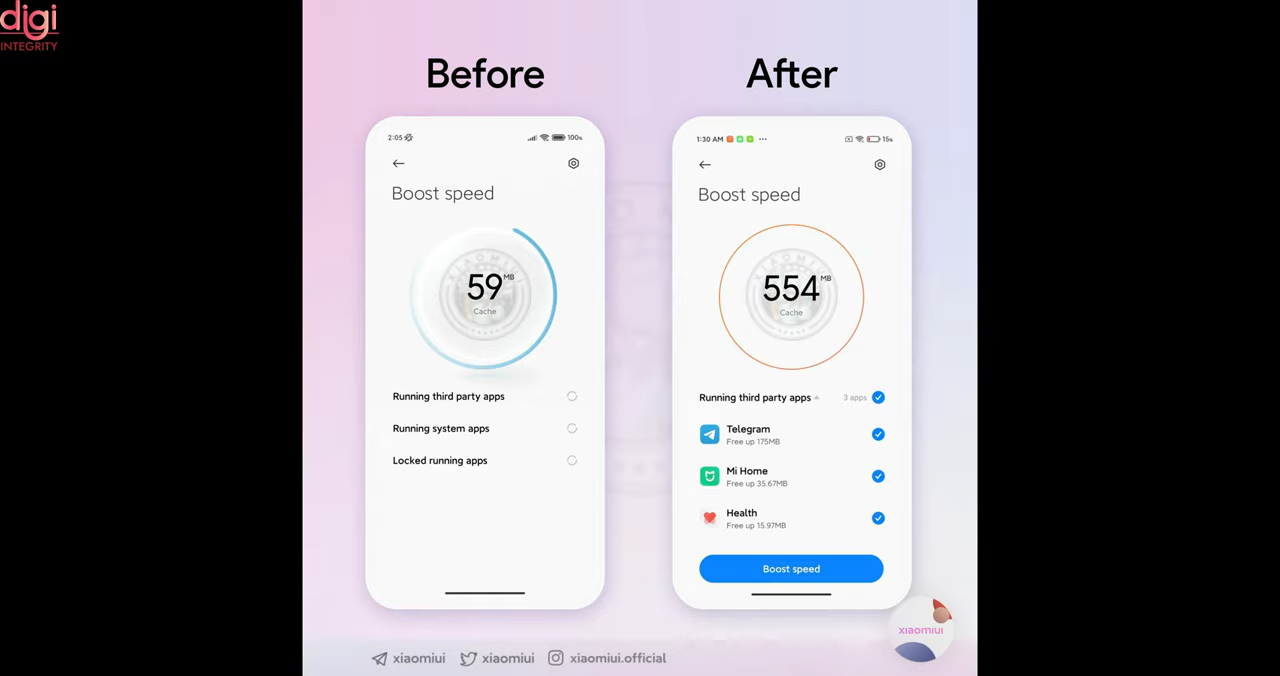 digi
INTEGRITY
Before
After
2:05
100%
Boost speed
59 MB
Cache
Running third party apps
Running system apps
Locked running apps
1:30 AM
15%
Boost speed
554 MB
Cache
Running third party apps
3 apps
Telegram
Free up 175MB
Mi Home
Free up 35.67MB
Health
Free up 15.97MB
Boost speed
xiaomiui
xiaomiui xiaomiui xiaomiui.official